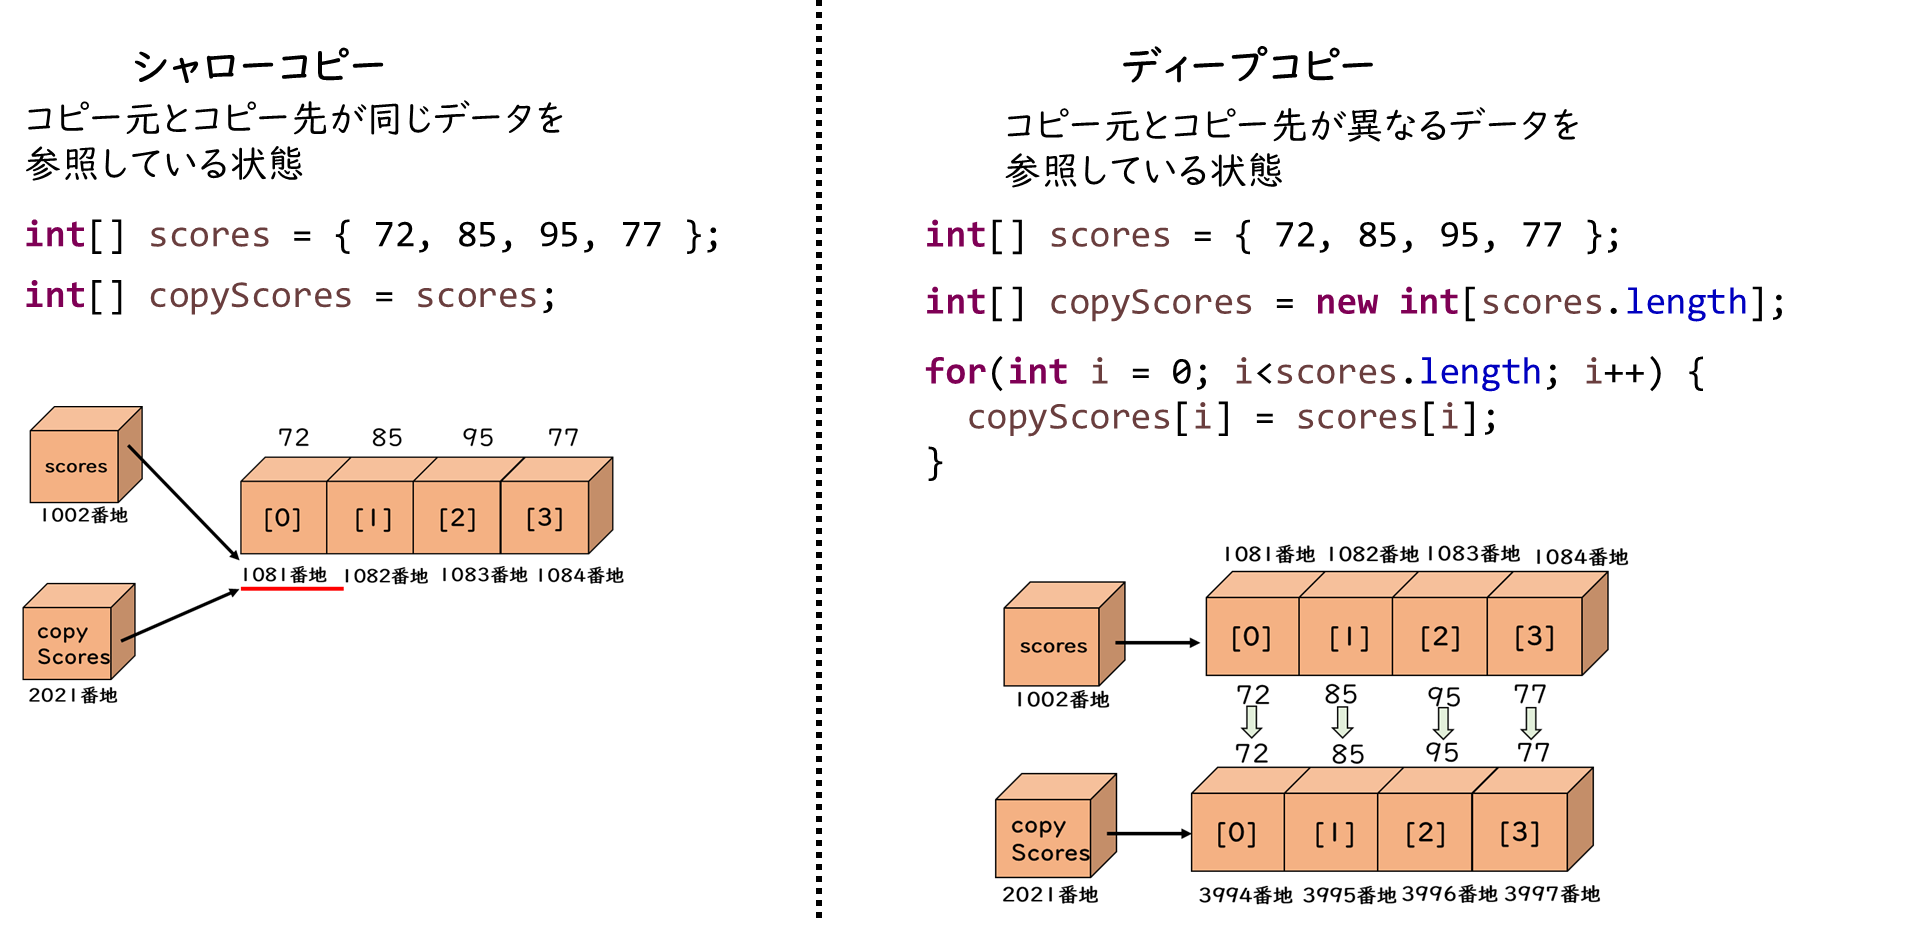 シャローコピー
コピー元とコピー先が同じデータを
参照している状態
int[] scores = { 72, 85, 95, 77 };
int[] copyScores = scores;
72 85 95 77
scores
[0] [1] [2] [3]
1002番地
1081番地 1082番地 1083番地 1084番地
copy
Scores
2021番地
ディープコピー
コピー元とコピー先が異なるデータを
参照している状態
int[] scores = { 72, 85, 95, 77 };
int[] copyScores = new int[scores.length];
for(int i = 0; i<scores.length; i++) {
copyScores[i] = scores[i];
}
1081番地 1082番地 1083番地 1084番地
scores
[0] [1] [2] [3]
1002番地
72 85 95 77
72 85 95 77
copy
Scores
[0] [1] [2] [3]
2021番地
3994番地 3995番地 3996番地 3997番地